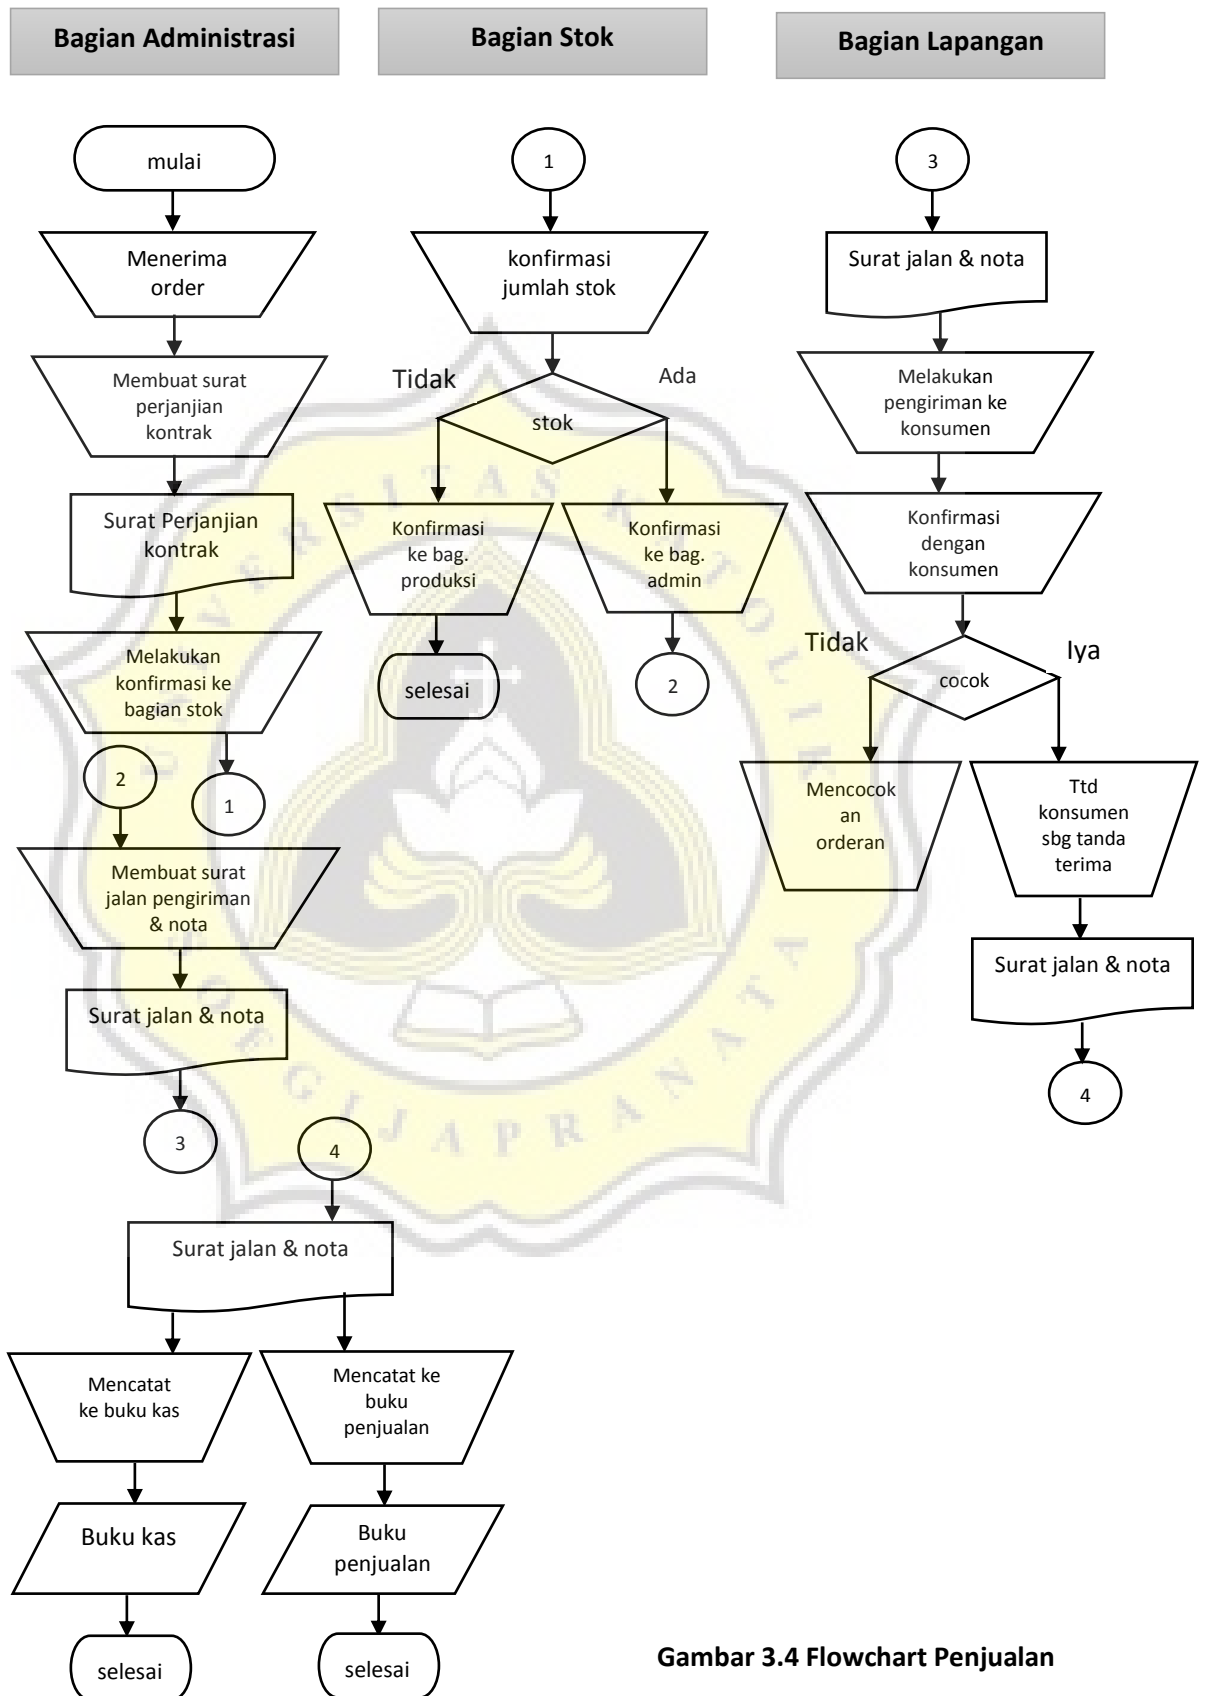 Bagian Administrasi
Bagian Stok
Bagian Lapangan
mulai
Menerima
order
Membuat surat
perjanjian
kontrak
Surat Perjanjian
kontrak
Melakukan
konfirmasi ke
bagian stok
2
1
Membuat surat
jalan pengiriman
& nota
Surat jalan & nota
3
4
Surat jalan & nota
Mencatat
ke buku kas
Mencatat ke
buku
penjualan
Buku kas
Buku
penjualan
selesai
selesai
1
konfirmasi
jumlah stok
Tidak
Ada
stok
Konfirmasi
ke bag.
produksi
Konfirmasi
ke bag.
admin
selesai
2
3
Surat jalan & nota
Melakukan
pengiriman ke
konsumen
Konfirmasi
dengan
konsumen
Tidak
Iya
cocok
Mencocok
an
orderan
Ttd
konsumen
sbg tanda
terima
Surat jalan & nota
4
UNIVERSITAS KATOLIK
SOEGIJAPRANATA
Gambar 3.4 Flowchart Penjualan